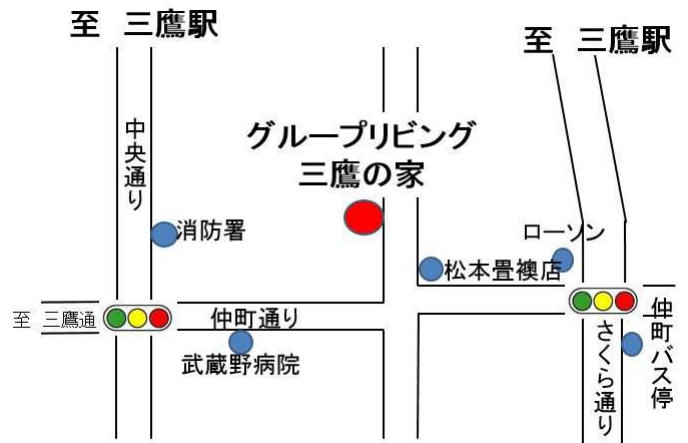 至 三鷹駅
至 三鷹駅
中央通り
グループリビング
三鷹の家
消防署
ローソン
松本畳襖店
至 三鷹通
仲町通り
武蔵野病院
さくら通り
仲町バス停